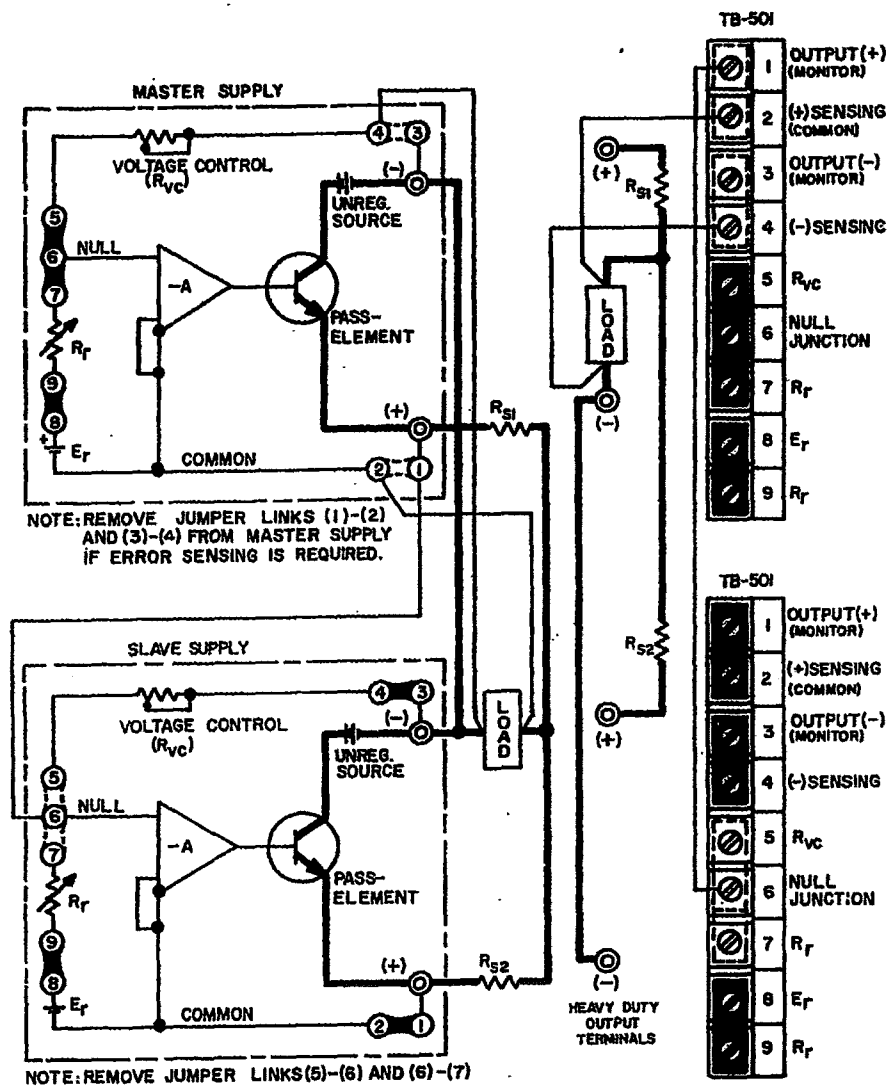 MASTER SUPPLY
4
3
VOLTAGE CONTROL
(RVC)
(-)
UNREG.
SOURCE
5
NULL
6
7
-A
PASS-
ELEMENT
Rr
9
8
+
Er
(+)
RS1
COMMON
2
1
NOTE: REMOVE JUMPER LINKS (1)-(2)
AND (3)-(4) FROM MASTER SUPPLY
IF ERROR SENSING IS REQUIRED.
SLAVE SUPPLY
4
3
VOLTAGE CONTROL
(RVC)
(-)
UNREG.
SOURCE
LOAD
5
NULL
6
7
-A
PASS-
ELEMENT
Rr
9
8
Er
(+)
RS2
COMMON
2
1
NOTE: REMOVE JUMPER LINKS (5)-(6) AND (6)-(7)
(+)
RS1
LOAD
(-)
RS2
(+)
(-)
HEAVY DUTY
OUTPUT
TERMINALS
TB-501
1 OUTPUT (+)
(MONITOR)
2 (+)SENSING
(COMMON)
3 OUTPUT(-)
(MONITOR)
4 (-)SENSING
5 RVC
6 NULL
JUNCTION
7 Rr
8 Er
9 Rr
TB-501
1 OUTPUT(+)
(MONITOR)
2 (+)SENSING
(COMMON)
3 OUTPUT(-)
(MONITOR)
4 (-)SENSING
5 RVC
6 NULL
JUNCTION
7 Rr
8 Er
9 Rr